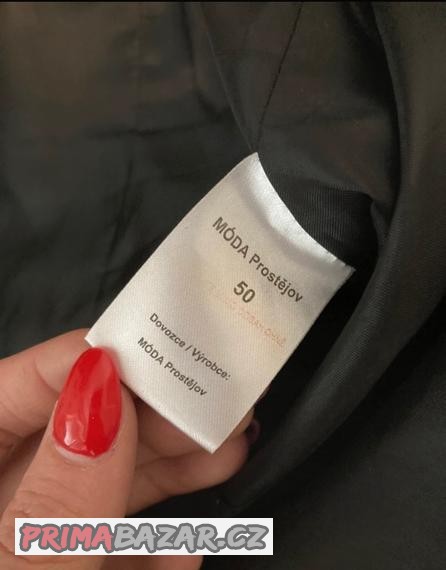 MÓDA Prostějov
50
Dovozce / Výrobce:
MÓDA Prostějov
PRIMABAZAR.CZ